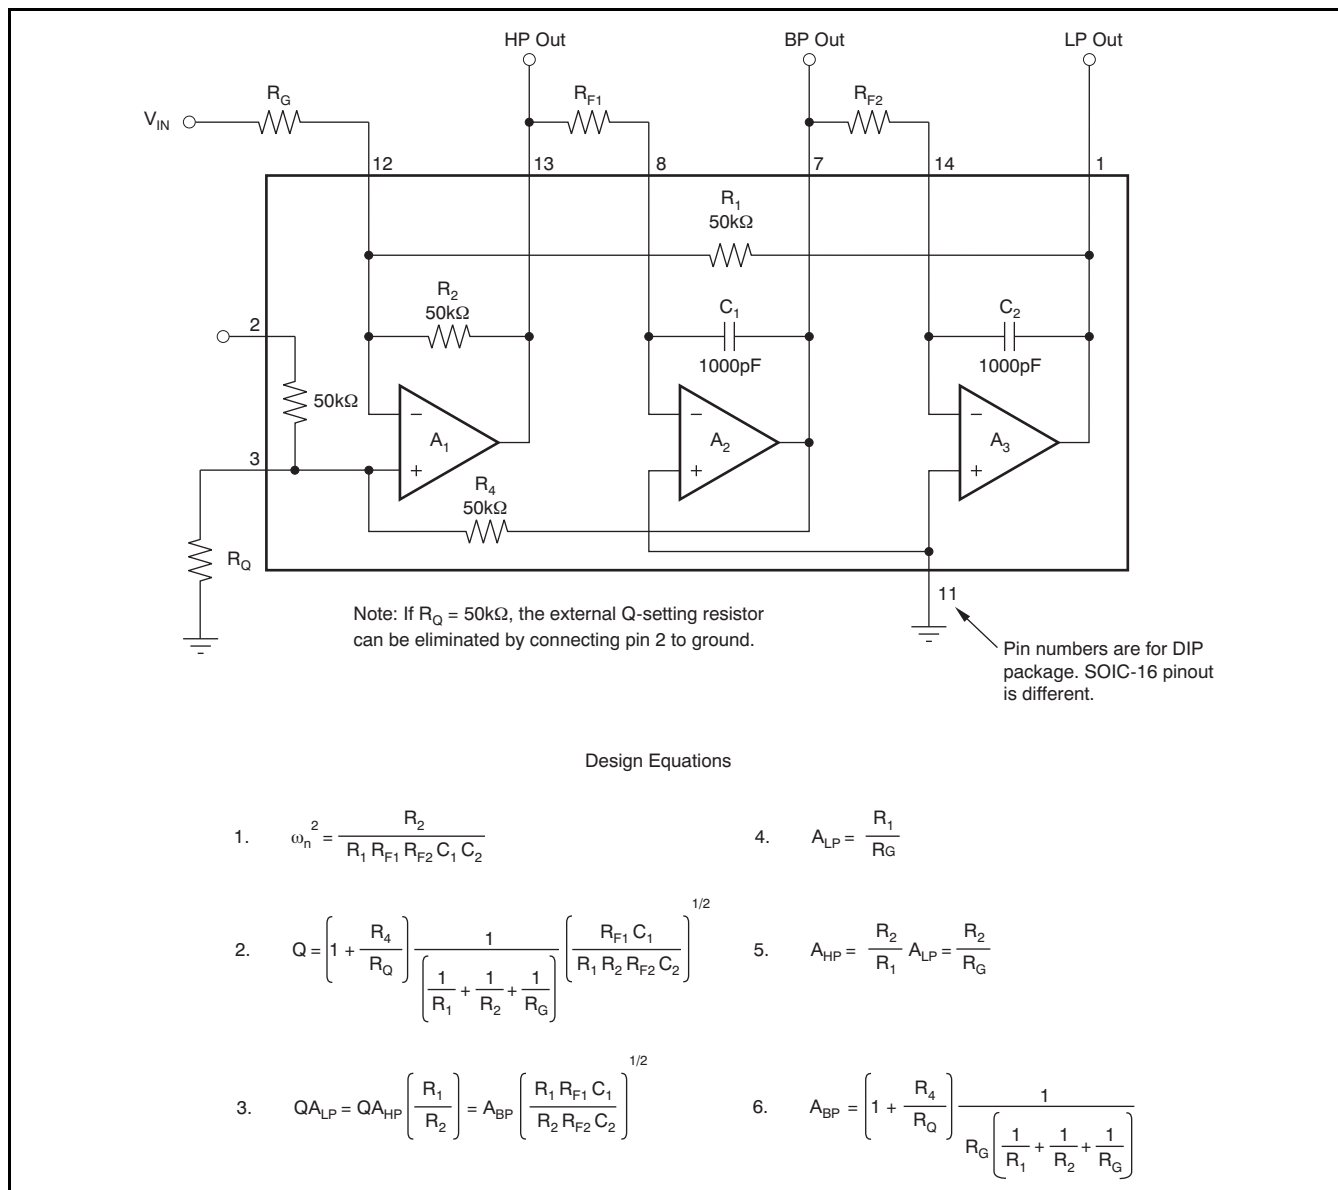 HP Out BP Out LP Out
R_G R_F1 R_F2
V_IN
12 13 8 7 14 1
R_1
50kΩ
R_2
50kΩ
C_1
1000pF
C_2
1000pF
2
50kΩ
A_1 A_2 A_3
− + − + − +
3
R_4
50kΩ
R_Q
11
Note: If R_Q = 50kΩ, the external Q-setting resistor
can be eliminated by connecting pin 2 to ground.
Pin numbers are for DIP
package. SOIC-16 pinout
is different.
Design Equations
1. ω_n^2 = R_2 / (R_1 R_F1 R_F2 C_1 C_2)
4. A_LP = R_1 / R_G
2. Q = (1 + R_4 / R_Q) 1 / (1/R_1 + 1/R_2 + 1/R_G) (R_F1 C_1 / (R_1 R_2 R_F2 C_2))^1/2
5. A_HP = R_2 / R_1 A_LP = R_2 / R_G
3. QA_LP = QA_HP (R_1 / R_2) = A_BP (R_1 R_F1 C_1 / (R_2 R_F2 C_2))^1/2
6. A_BP = (1 + R_4 / R_Q) 1 / (R_G (1/R_1 + 1/R_2 + 1/R_G))